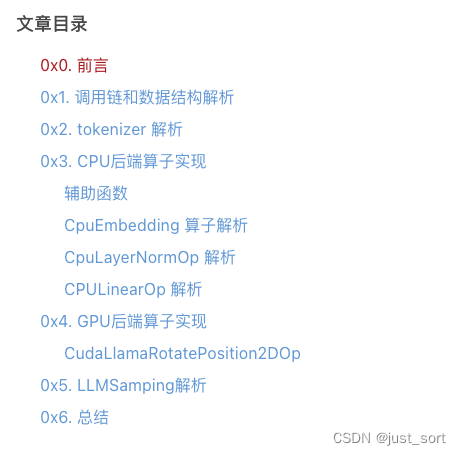 文章目录
0x0. 前言
0x1. 调用链和数据结构解析
0x2. tokenizer 解析
0x3. CPU后端算子实现
辅助函数
CpuEmbedding 算子解析
CpuLayerNormOp 解析
CPULinearOp 解析
0x4. GPU后端算子实现
CudaLlamaRotatePosition2DOp
0x5. LLMSamping解析
0x6. 总结
CSDN @just_sort